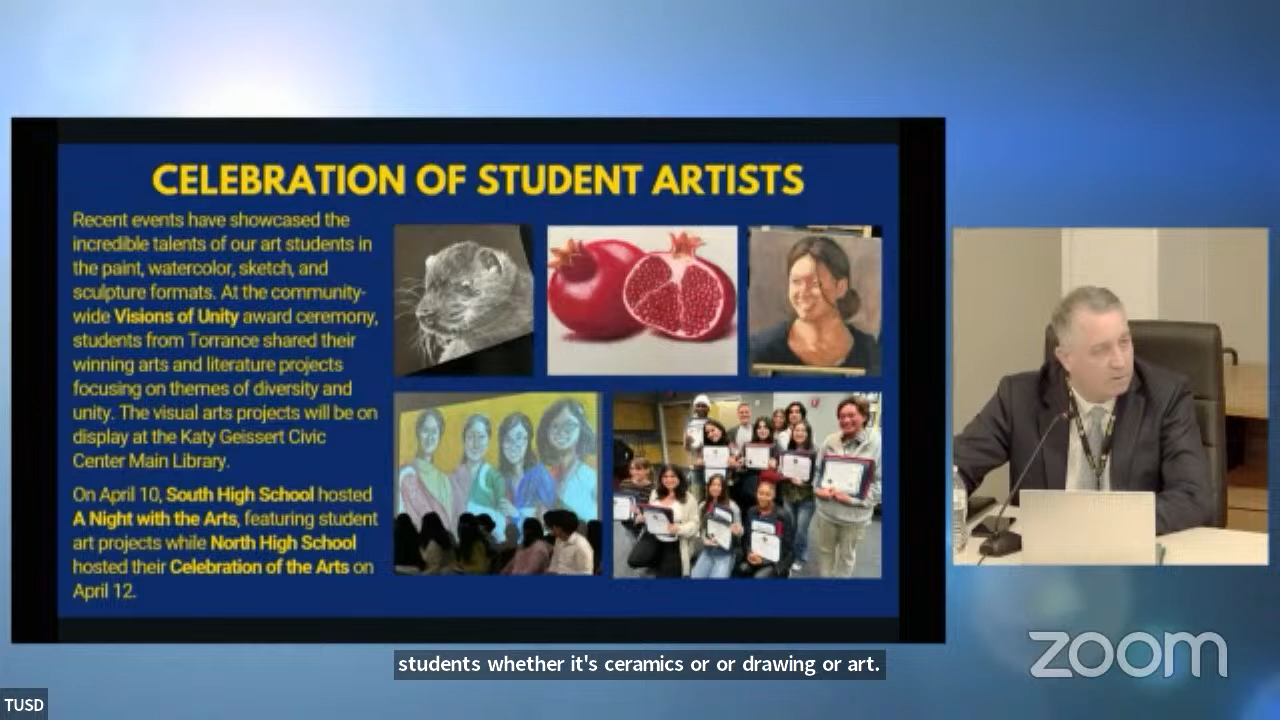 CELEBRATION OF STUDENT ARTISTS
Recent events have showcased the
incredible talents of our art students in
the paint, watercolor, sketch, and
sculpture formats. At the community-
wide Visions of Unity award ceremony,
students from Torrance shared their
winning arts and literature projects
focusing on themes of diversity and
unity. The visual arts projects will be on
display at the Katy Geissert Civic
Center Main Library.
On April 10, South High School hosted
A Night with the Arts, featuring student
art projects while North High School
hosted their Celebration of the Arts on
April 12.
students whether it's ceramics or or drawing or art.
zoom
TUSD